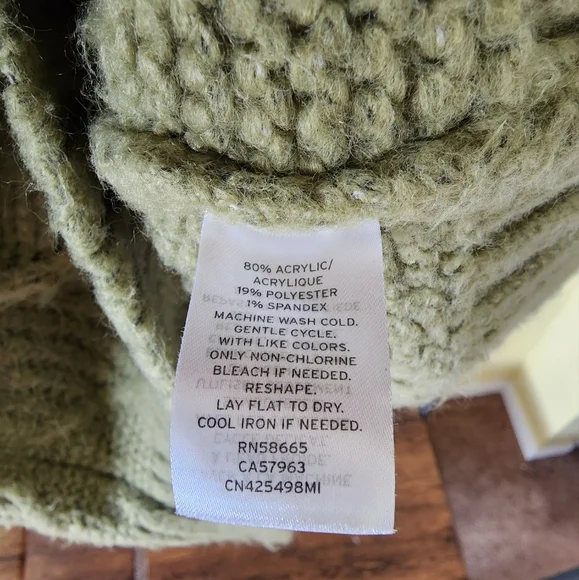 80% ACRYLIC/
ACRYLIQUE
19% POLYESTER
1% SPANDEX
MACHINE WASH COLD.
GENTLE CYCLE.
WITH LIKE COLORS.
ONLY NON-CHLORINE
BLEACH IF NEEDED.
RESHAPE.
LAY FLAT TO DRY.
COOL IRON IF NEEDED.
RN58665
CA57963
CN425498MI